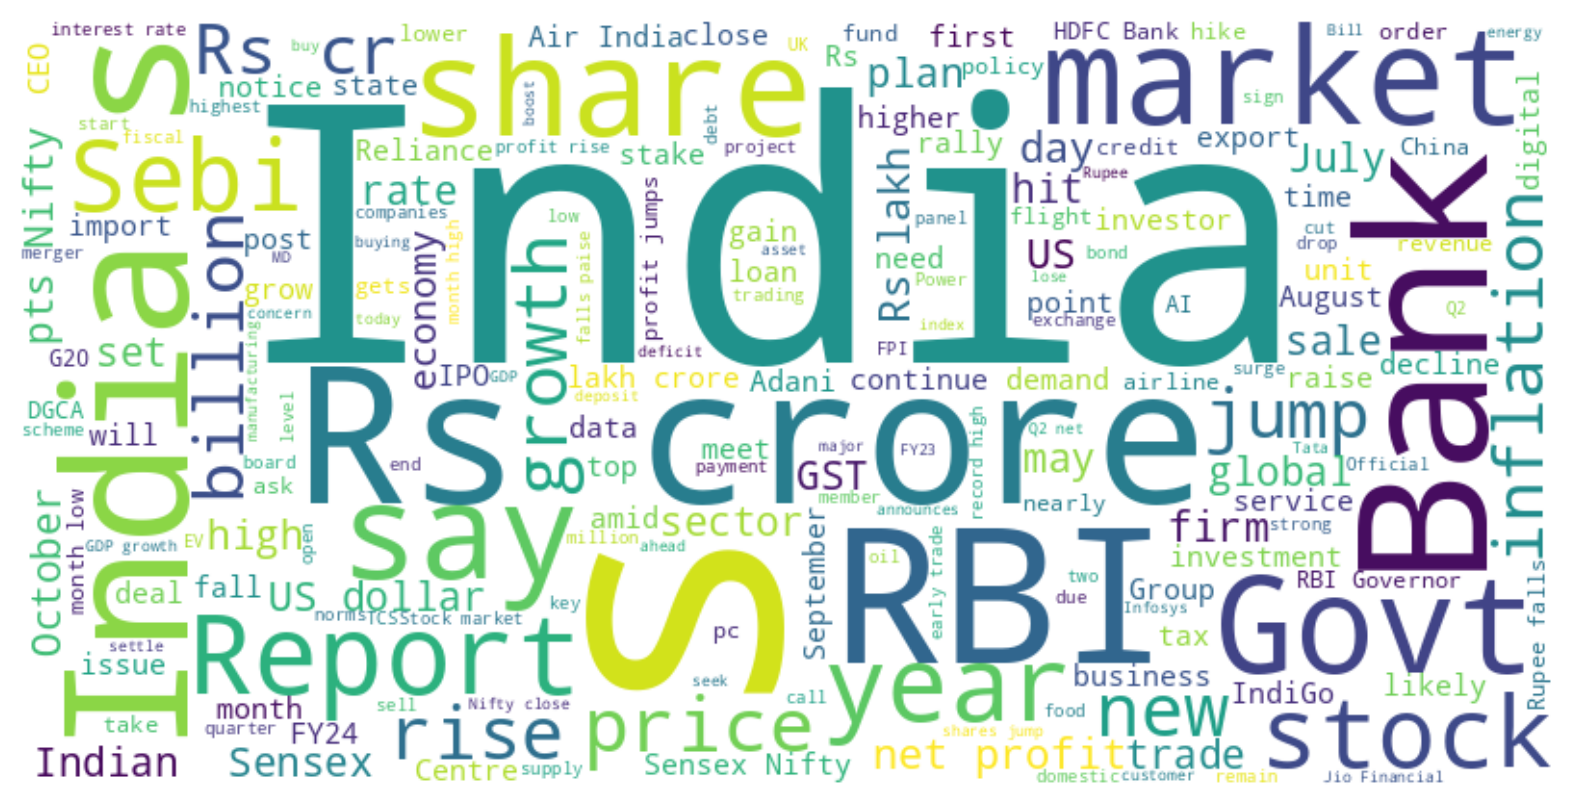 interest rate
CEO
Rs cr
buy
lower
Air India
close
UK
fund
first
HDFC Bank
hike
Bill
order
energy
notice
state
share
Rs
plan
policy
market
highest
boost
debt
higher
sign
digital
start
fiscal
Sebi
Reliance
profit rise
stake
project
rally
day
credit
export
July
China
pts Nifty
India S
India
rate
hit
Rupee
time
import
companies
low
profit jumps
gain
Rs lakh
panel
flight
investor
cut
drop
revenue
Bank
inflation
merger
billion
post
buying
MD
economy
month high
growth
falls paise
asset
loan
trading
need
Power
US
bond
lose
unit
grow
gets
point
AI
August
Q2
concern
today
index
exchange
manufacturing
G20
set
deficit
FPI
sale
IPO
GDP
lakh crore
deposit
Adani
continue
demand
airline
surge
raise
decline
DGCA
scheme
will
level
Rs crore
jump
data
meet
payment
major
FY23
record high
Q2 net
may
Tata
board
ask
end
top
GST
member
global
Official
October
month low
high
say
amid
sector
announces
nearly
service
firm
strong
GDP growth
EV
open
million
ahead
S
September
RBI
oil
early trade
two
due
investment
RBI Governor
Govt
Rupee falls
deal
fall
US dollar
norms
TCS
Stock market
key
Group
Infosys
tax
settle
issue
Report
pc
year
business
IndiGo
likely
take
month
quarter
FY24
sell
Nifty close
rise
seek
price
call
food
new
stock
Indian
Sensex
Centre
supply
Sensex Nifty
net profit
shares jump
trade
domestic
customer
remain
Jio Financial